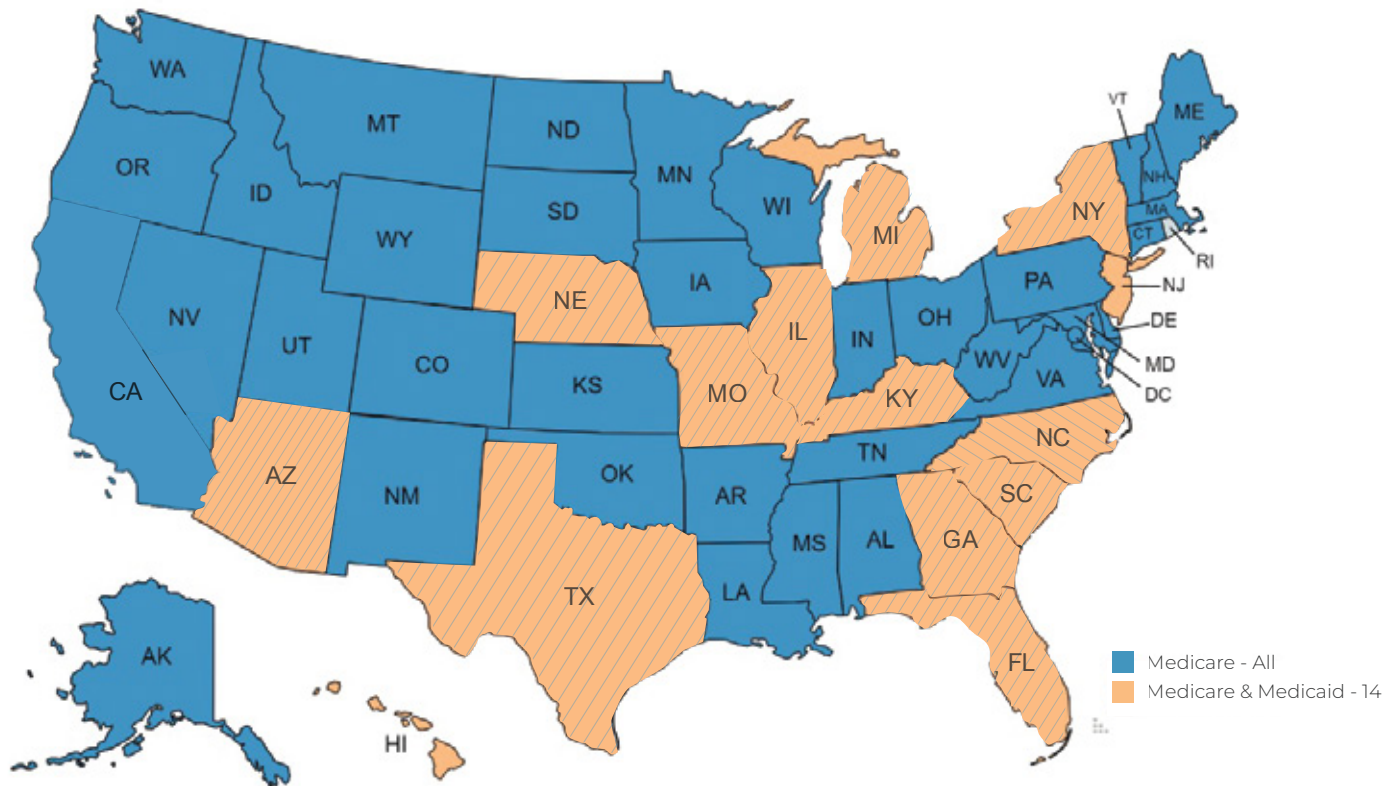 WA
MT
ND
MN
VT
ME
OR
ID
SD
WI
NH
WY
MI
NY
MA
CT
RI
IA
NE
PA
NJ
NV
UT
CO
IL
IN
OH
DE
WV
MD
CA
KS
MO
KY
VA
DC
AZ
NM
OK
TN
NC
AR
SC
MS
AL
GA
TX
LA
AK
FL
HI
Medicare - All
Medicare & Medicaid - 14